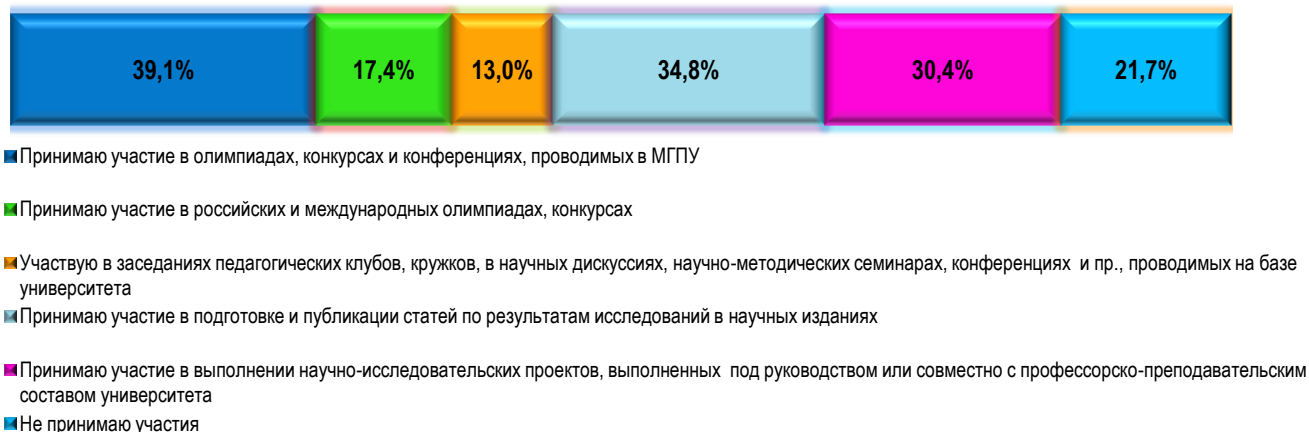 39,1% 17,4% 13,0% 34,8% 30,4% 21,7%
Принимаю участие в олимпиадах, конкурсах и конференциях, проводимых в МГПУ
Принимаю участие в российских и международных олимпиадах, конкурсах
Участвую в заседаниях педагогических клубов, кружков, в научных дискуссиях, научно-методических семинарах, конференциях и пр., проводимых на базе
университета
Принимаю участие в подготовке и публикации статей по результатам исследований в научных изданиях
Принимаю участие в выполнении научно-исследовательских проектов, выполненных под руководством или совместно с профессорско-преподавательским
составом университета
Не принимаю участия